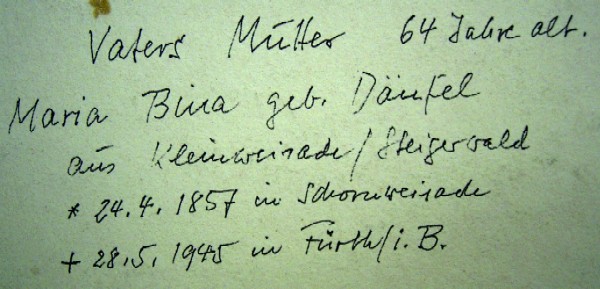 Vaters Mutter 64 Jahre alt.
Maria Bina geb. Däufel
aus Kleinweisach/Steigerwald
* 24.4.1857 in Schornweisach
+ 28.5.1945 in Fürth/i.B.